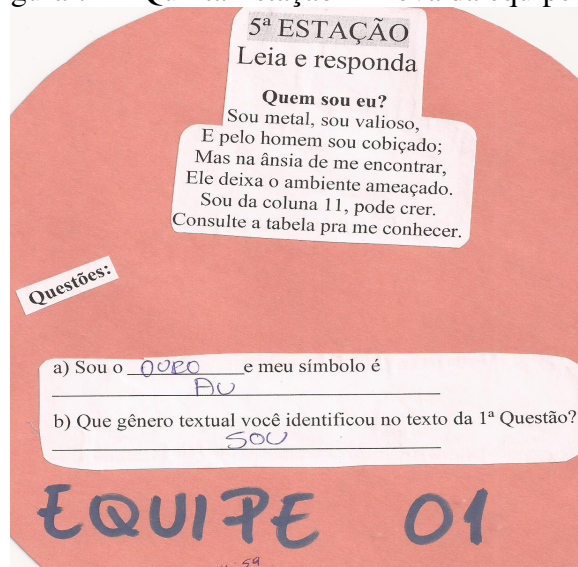 5ª ESTAÇÃO
Leia e responda
Quem sou eu?
Sou metal, sou valioso,
E pelo homem sou cobiçado;
Mas na ânsia de me encontrar,
Ele deixa o ambiente ameaçado.
Sou da coluna 11, pode crer.
Consulte a tabela pra me conhecer.
Questões:
a) Sou o OURO e meu símbolo é
AU
b) Que gênero textual você identificou no texto da 1ª Questão?
SOU
EQUIPE 01